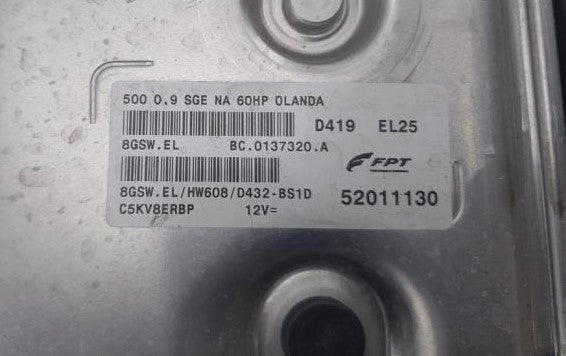 500 0.9 SGE NA 60HP OLANDA
D419 EL25
8GSW.EL BC.0137320.A
FPT
8GSW.EL/HW608/D432-BS1D
52011130
C5KV8ERBP 12V=